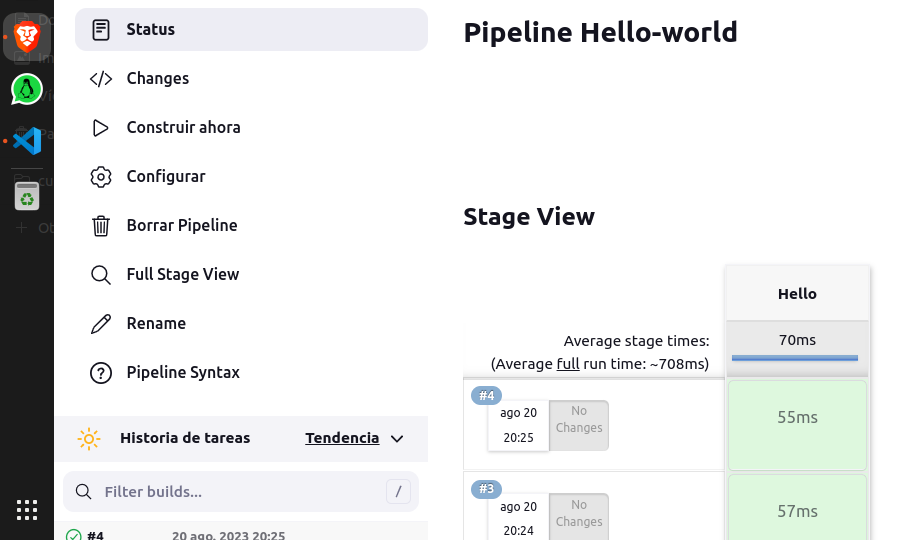 Status
Changes
Construir ahora
Configurar
Borrar Pipeline
Full Stage View
Rename
Pipeline Syntax
Historia de tareas
Tendencia
Filter builds...
/
#4
20 ago. 2023 20:25
Pipeline Hello-world
Stage View
Hello
Average stage times:
(Average full run time: ~708ms)
70ms
#4
ago 20
20:25
No
Changes
55ms
#3
ago 20
20:24
No
Changes
57ms